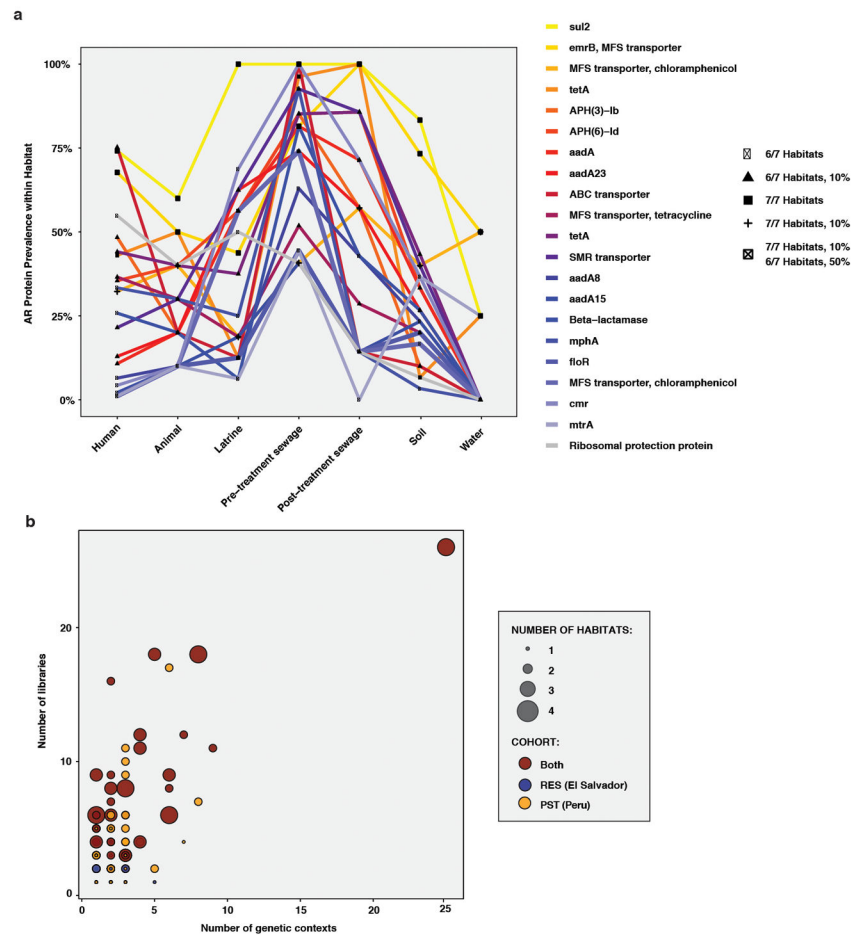 a
100%
75%
50%
25%
0%
AR Protein Prevalence within Habitat
Human
Animal
Latrine
Pre-treatment sewage
Post-treatment sewage
Soil
Water
sul2
emrB, MFS transporter
MFS transporter, chloramphenicol
tetA
APH(3)-Ib
APH(6)-Id
aadA
aadA23
ABC transporter
MFS transporter, tetracycline
tetA
SMR transporter
aadA8
aadA15
Beta-lactamase
mphA
floR
MFS transporter, chloramphenicol
cmr
mtrA
Ribosomal protection protein
6/7 Habitats
6/7 Habitats, 10%
7/7 Habitats
7/7 Habitats, 10%
7/7 Habitats, 10%
6/7 Habitats, 50%
b
20
10
0
Number of libraries
0
5
10
15
20
25
Number of genetic contexts
NUMBER OF HABITATS:
1
2
3
4
COHORT:
Both
RES (El Salvador)
PST (Peru)